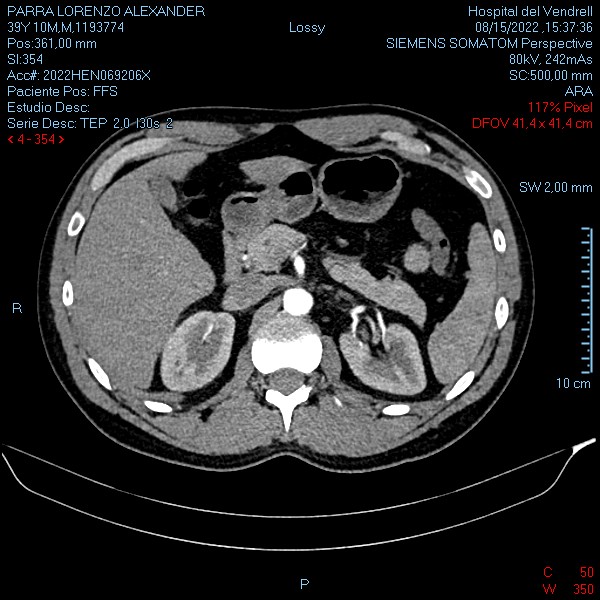 PARRA LORENZO ALEXANDER
39Y 10M,M,1193774
Pos:361,00 mm
SI:354
Acc#: 2022HEN069206X
Paciente Pos: FFS
Estudio Desc:
Serie Desc: TEP 2.0 I30s 2
< 4 - 354 >
Lossy
Hospital del Vendrell
08/15/2022 ,15:37:36
SIEMENS SOMATOM Perspective
80kV, 242mAs
SC:500,00 mm
ARA
117% Pixel
DFOV 41,4 x 41,4 cm
SW 2,00 mm
R
10 cm
P
C 50
W 350